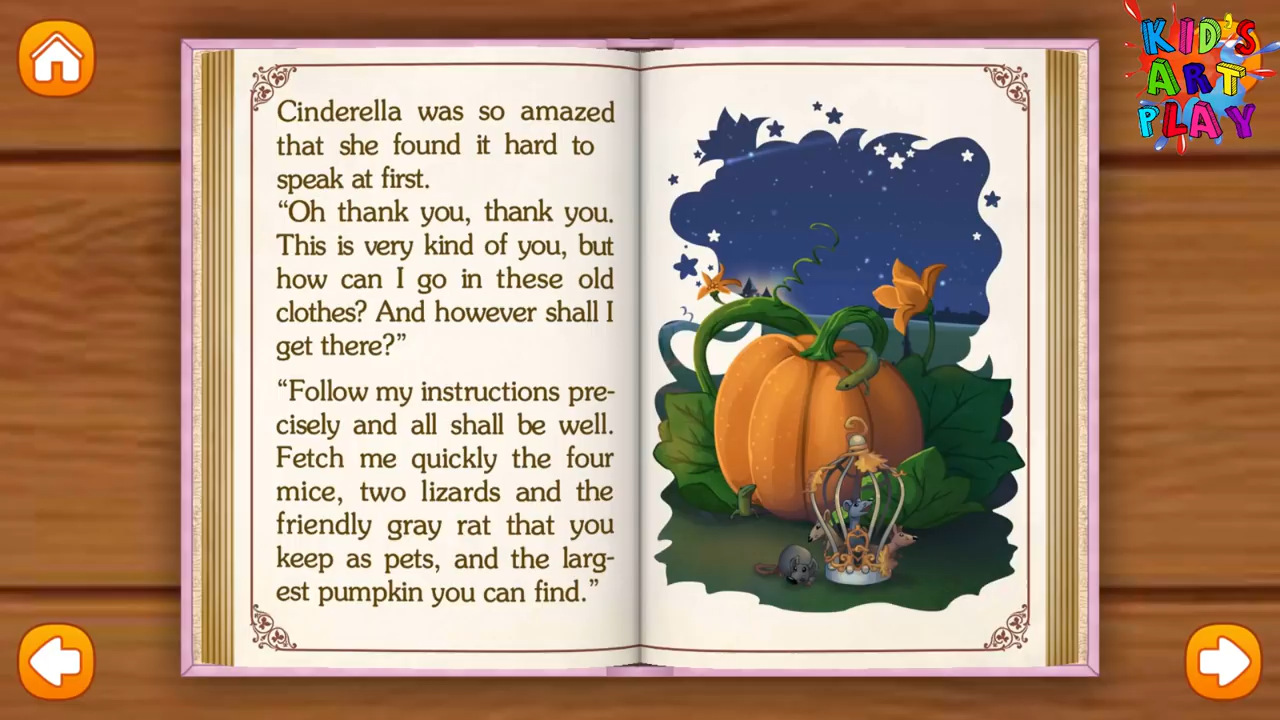 Cinderella was so amazed
that she found it hard to
speak at first.
“Oh thank you, thank you.
This is very kind of you, but
how can I go in these old
clothes? And however shall I
get there?”
“Follow my instructions pre-
cisely and all shall be well.
Fetch me quickly the four
mice, two lizards and the
friendly gray rat that you
keep as pets, and the larg-
est pumpkin you can find.”
KID'S
ART
PLAY